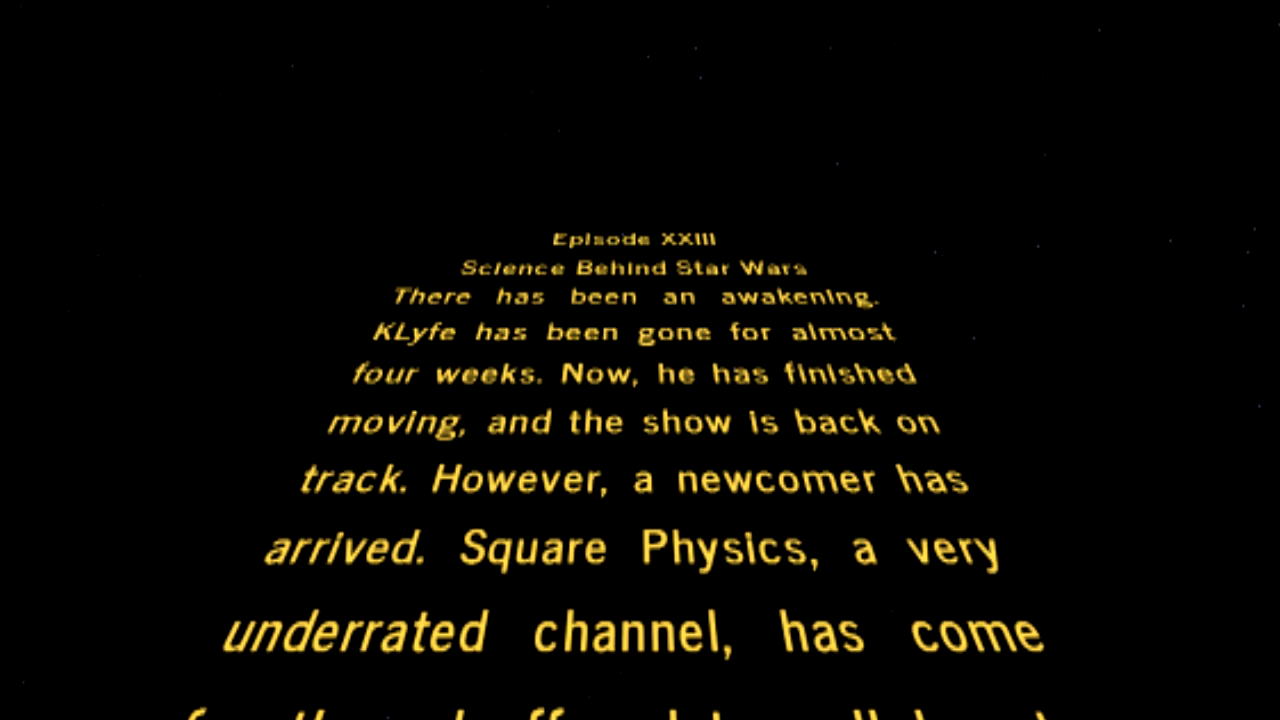 Episode XXIII
Science Behind Star Wars
There has been an awakening.
KLyfe has been gone for almost
four weeks. Now, he has finished
moving, and the show is back on
track. However, a newcomer has
arrived. Square Physics, a very
underrated channel, has come